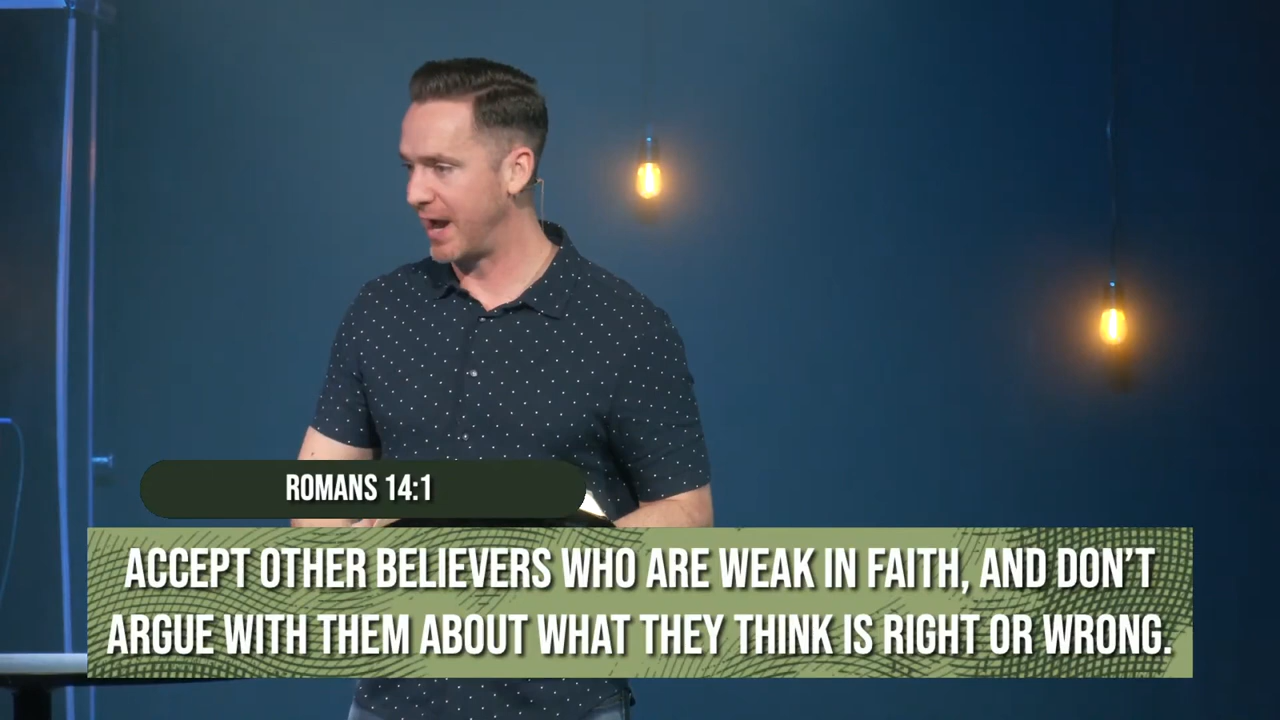 ROMANS 14:1
ACCEPT OTHER BELIEVERS WHO ARE WEAK IN FAITH, AND DON’T
ARGUE WITH THEM ABOUT WHAT THEY THINK IS RIGHT OR WRONG.